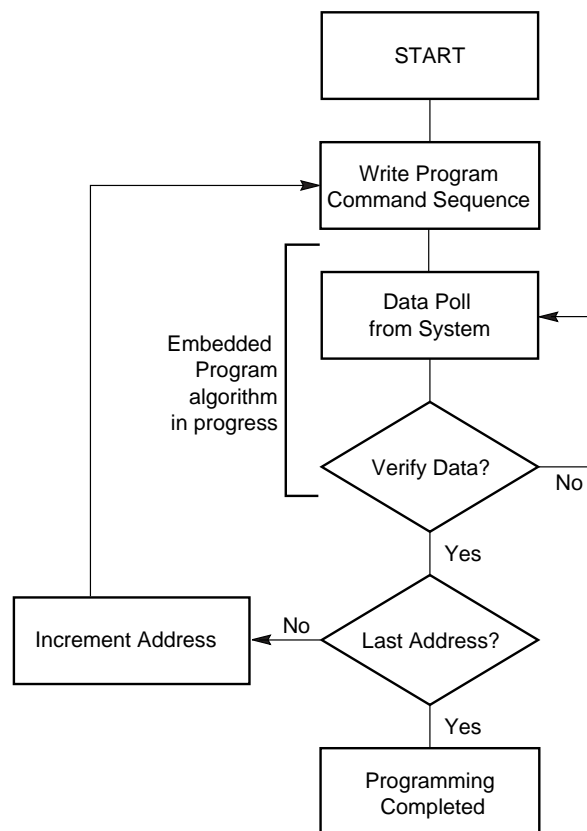 START
Write Program
Command Sequence
Data Poll
from System
Embedded
Program
algorithm
in progress
Verify Data?
No
Yes
Increment Address
No
Last Address?
Yes
Programming
Completed